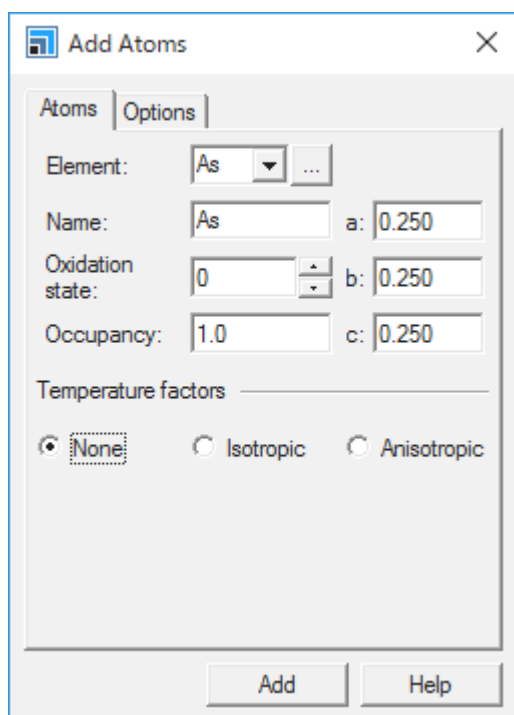 Add Atoms
Atoms Options
Element: As ...
Name: As a: 0.250
Oxidation
state: 0 b: 0.250
Occupancy: 1.0 c: 0.250
Temperature factors
None Isotropic Anisotropic
Add Help